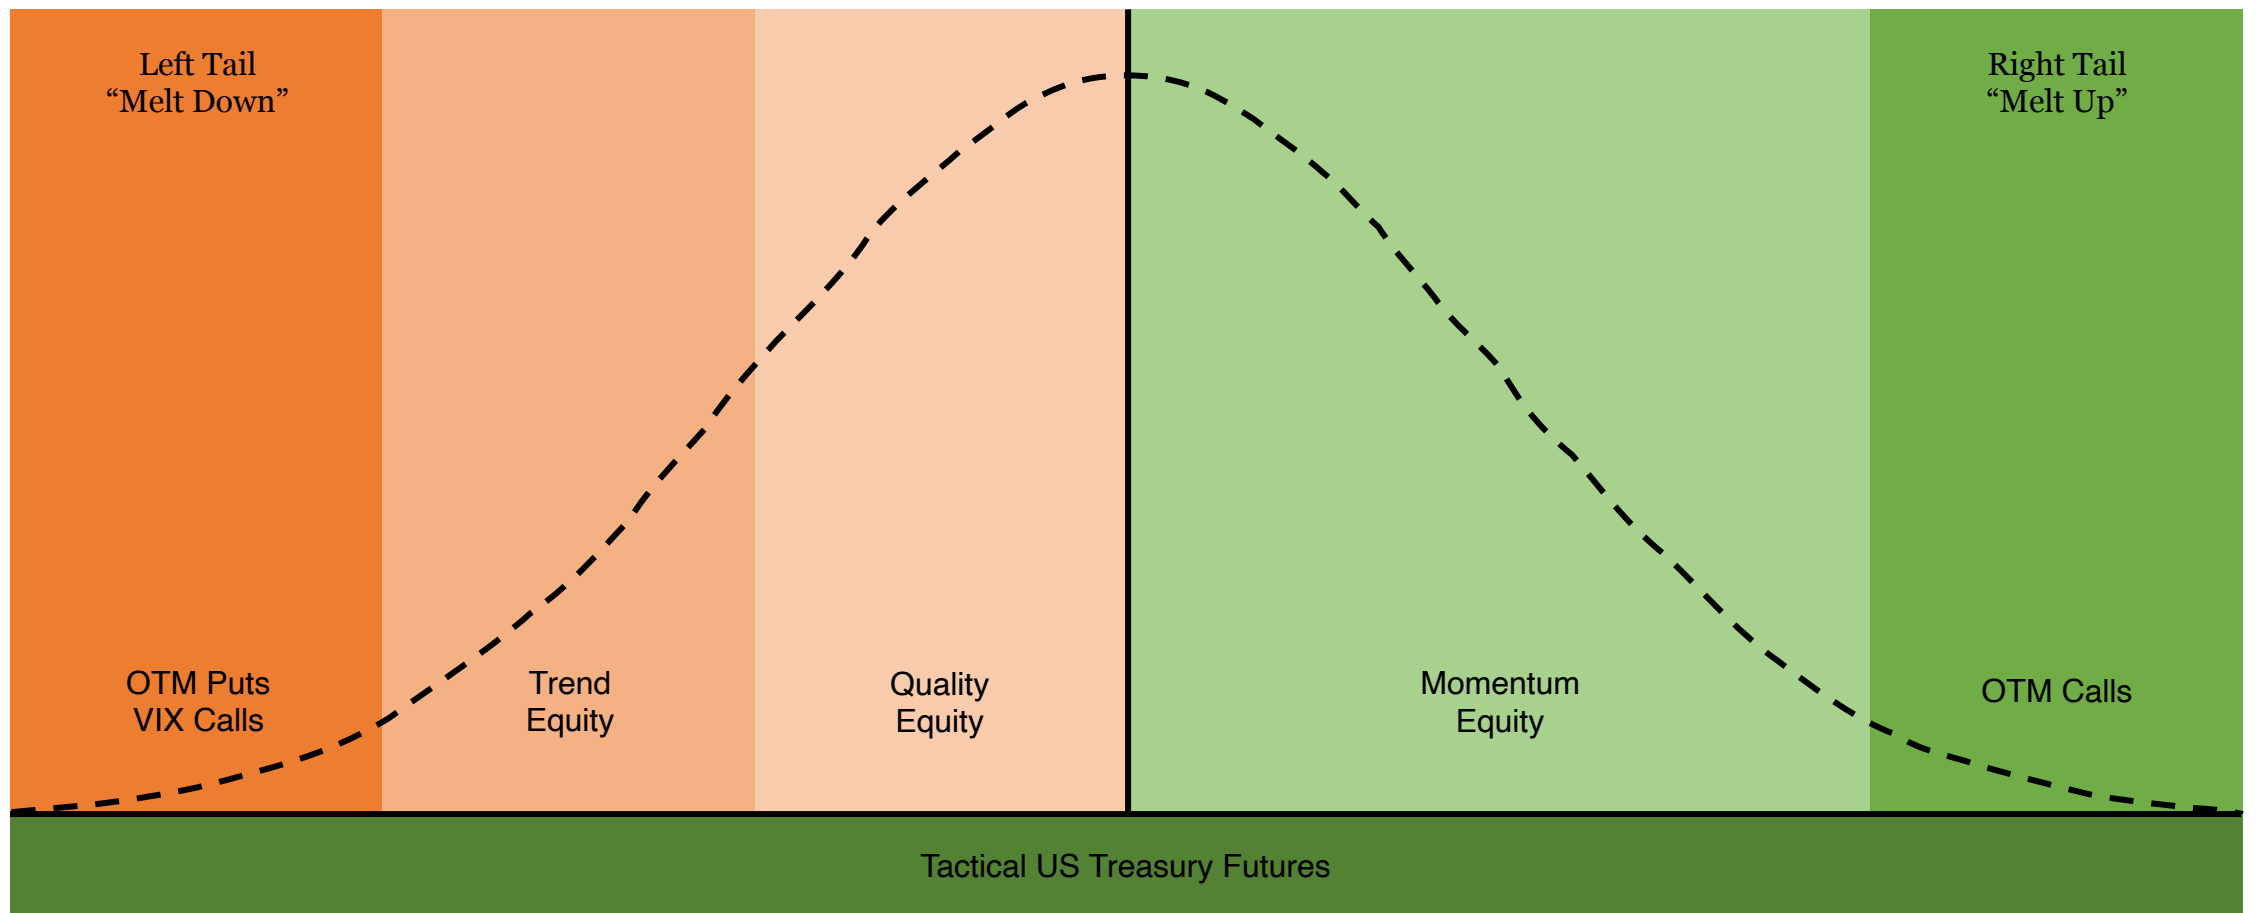 Left Tail
“Melt Down”
Right Tail
“Melt Up”
OTM Puts
VIX Calls
Trend
Equity
Quality
Equity
Momentum
Equity
OTM Calls
Tactical US Treasury Futures